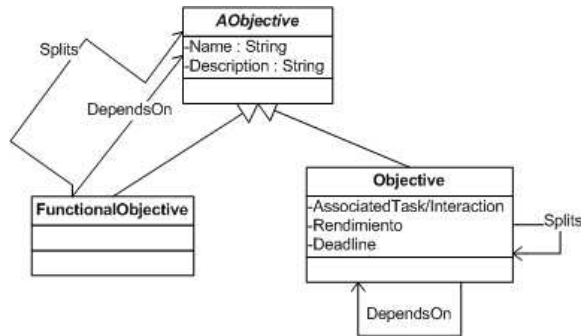 AObjective
-Name : String
-Description : String
Splits
DependsOn
FunctionalObjective
Objective
-AssociatedTask/Interaction
-Rendimiento
-Deadline
Splits
DependsOn